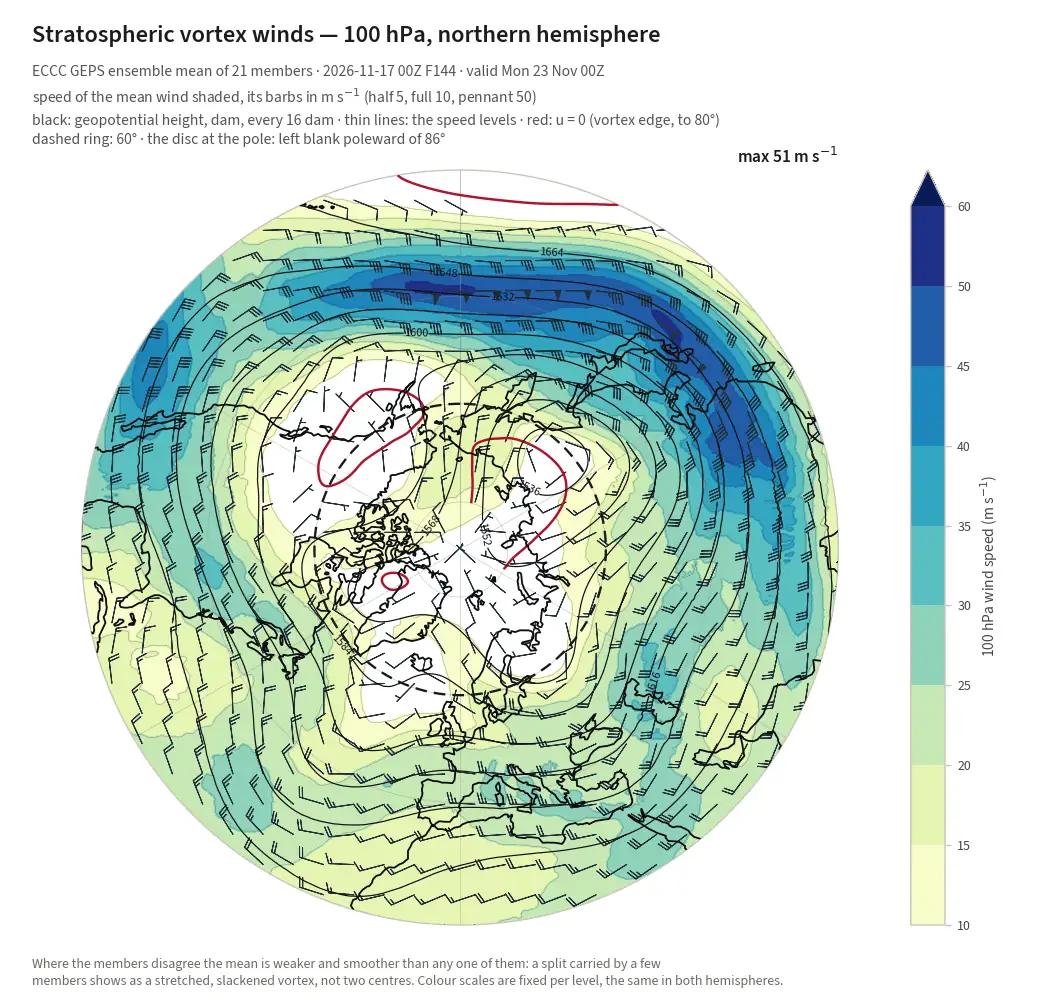 Stratospheric vortex winds — 100 hPa, northern hemisphere
ECCC GEPS ensemble mean of 21 members · 2026-11-17 00Z F144 · valid Mon 23 Nov 00Z
speed of the mean wind shaded, its barbs in m s⁻¹ (half 5, full 10, pennant 50)
black: geopotential height, dam, every 16 dam · thin lines: the speed levels · red: u = 0 (vortex edge, to 80°)
dashed ring: 60° · the disc at the pole: left blank poleward of 86°
max 51 m s⁻¹
60
50
45
40
35
30
25
20
15
10
100 hPa wind speed (m s⁻¹)
1664
1648
1632
1600
1536
1568
1552
1584
1616
Where the members disagree the mean is weaker and smoother than any one of them: a split carried by a few
members shows as a stretched, slackened vortex, not two centres. Colour scales are fixed per level, the same in both hemispheres.